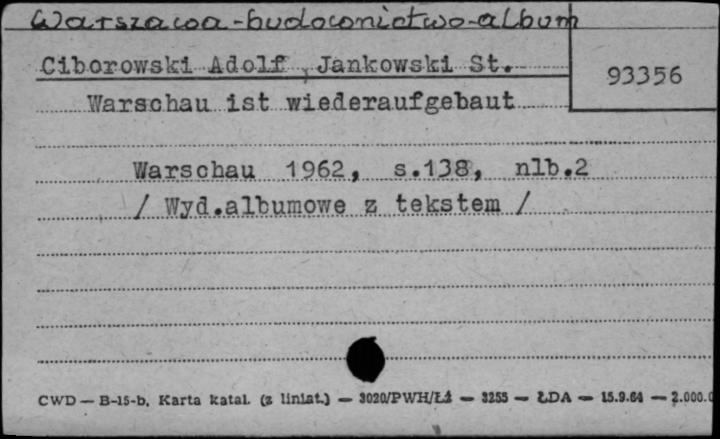 Warszawa-budownictwo-album
Ciborowski Adolf, Jankowski St.
93356
Warschau ist wiederaufgebaut
Warschau 1962, s.138, nlb.2
/ Wyd.albumowe z tekstem /
CWD — B-15-b, Karta katal. (z liniat.) — 3020/PWH/Łż — 3255 — ŁDA — 15.9.64 — 2.000.0